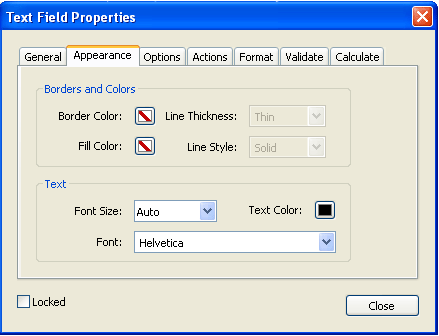 Text Field Properties
General Appearance Options Actions Format Validate Calculate
Borders and Colors
Border Color: Line Thickness: Thin
Fill Color: Line Style: Solid
Text
Font Size: Auto Text Color:
Font: Helvetica
Locked Close